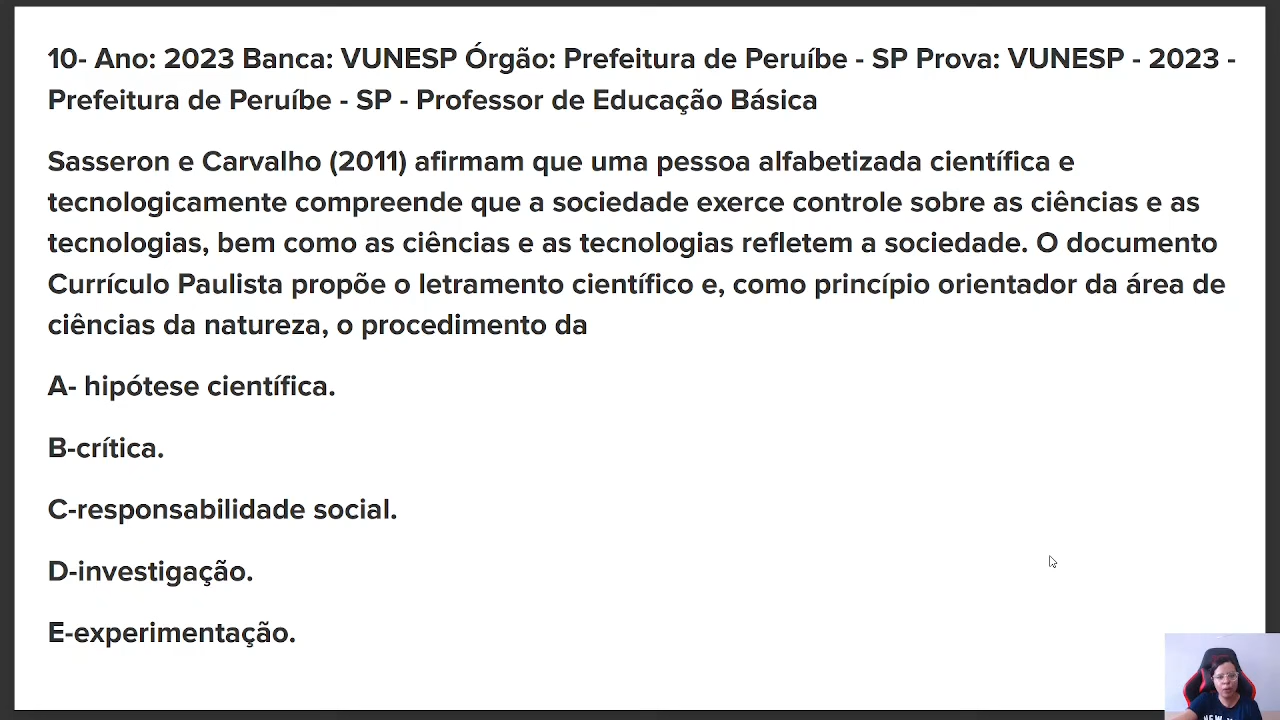 10- Ano: 2023 Banca: VUNESP Órgão: Prefeitura de Peruíbe - SP Prova: VUNESP - 2023 -
Prefeitura de Peruíbe - SP - Professor de Educação Básica
Sasseron e Carvalho (2011) afirmam que uma pessoa alfabetizada científica e
tecnologicamente compreende que a sociedade exerce controle sobre as ciências e as
tecnologias, bem como as ciências e as tecnologias refletem a sociedade. O documento
Currículo Paulista propõe o letramento científico e, como princípio orientador da área de
ciências da natureza, o procedimento da
A- hipótese científica.
B-crítica.
C-responsabilidade social.
D-investigação.
E-experimentação.